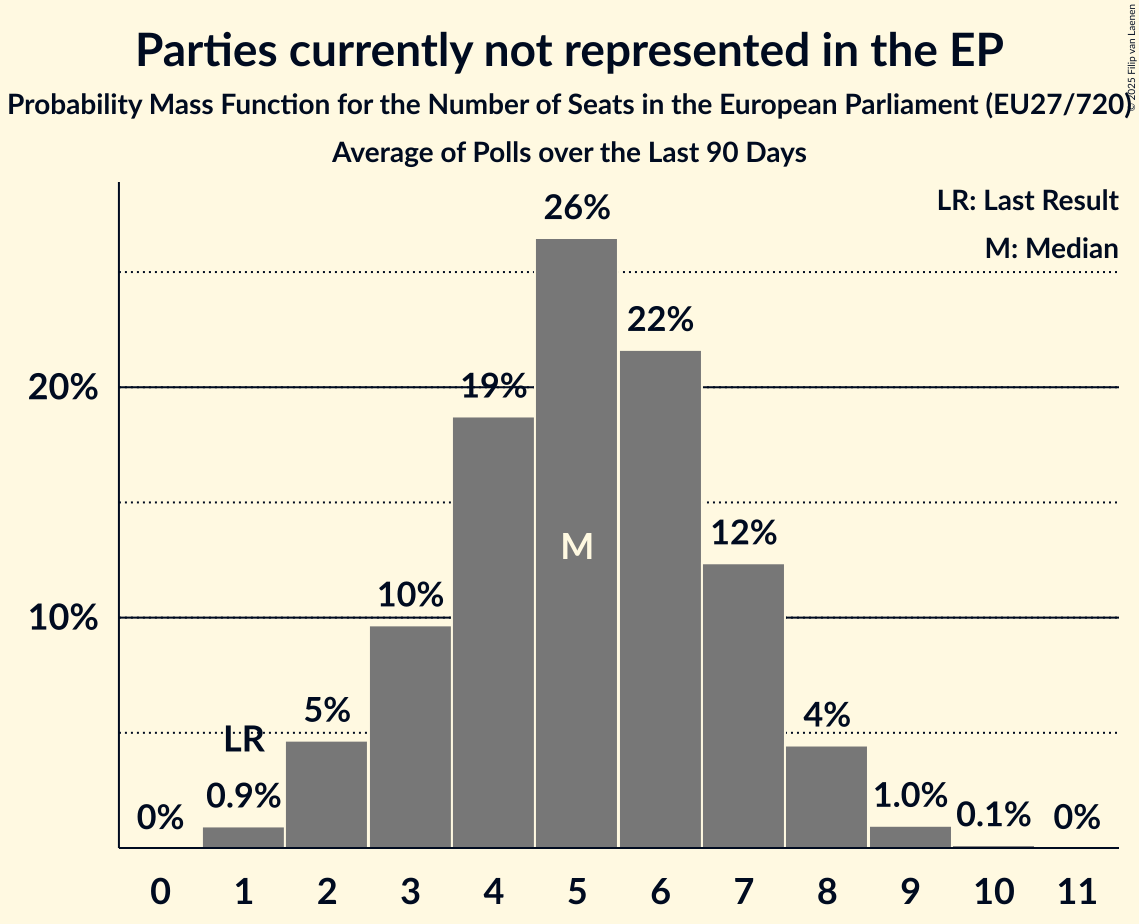 Parties currently not represented in the EP
Probability Mass Function for the Number of Seats in the European Parliament (EU27/720)
Average of Polls over the Last 90 Days
© 2025 Filip van Laenen
LR: Last Result
M: Median
26%
22%
20%
19%
12%
M
10%
10%
5%
4%
LR
0.9%
1.0%
0%
0.1%
0%
0 1 2 3 4 5 6 7 8 9 10 11